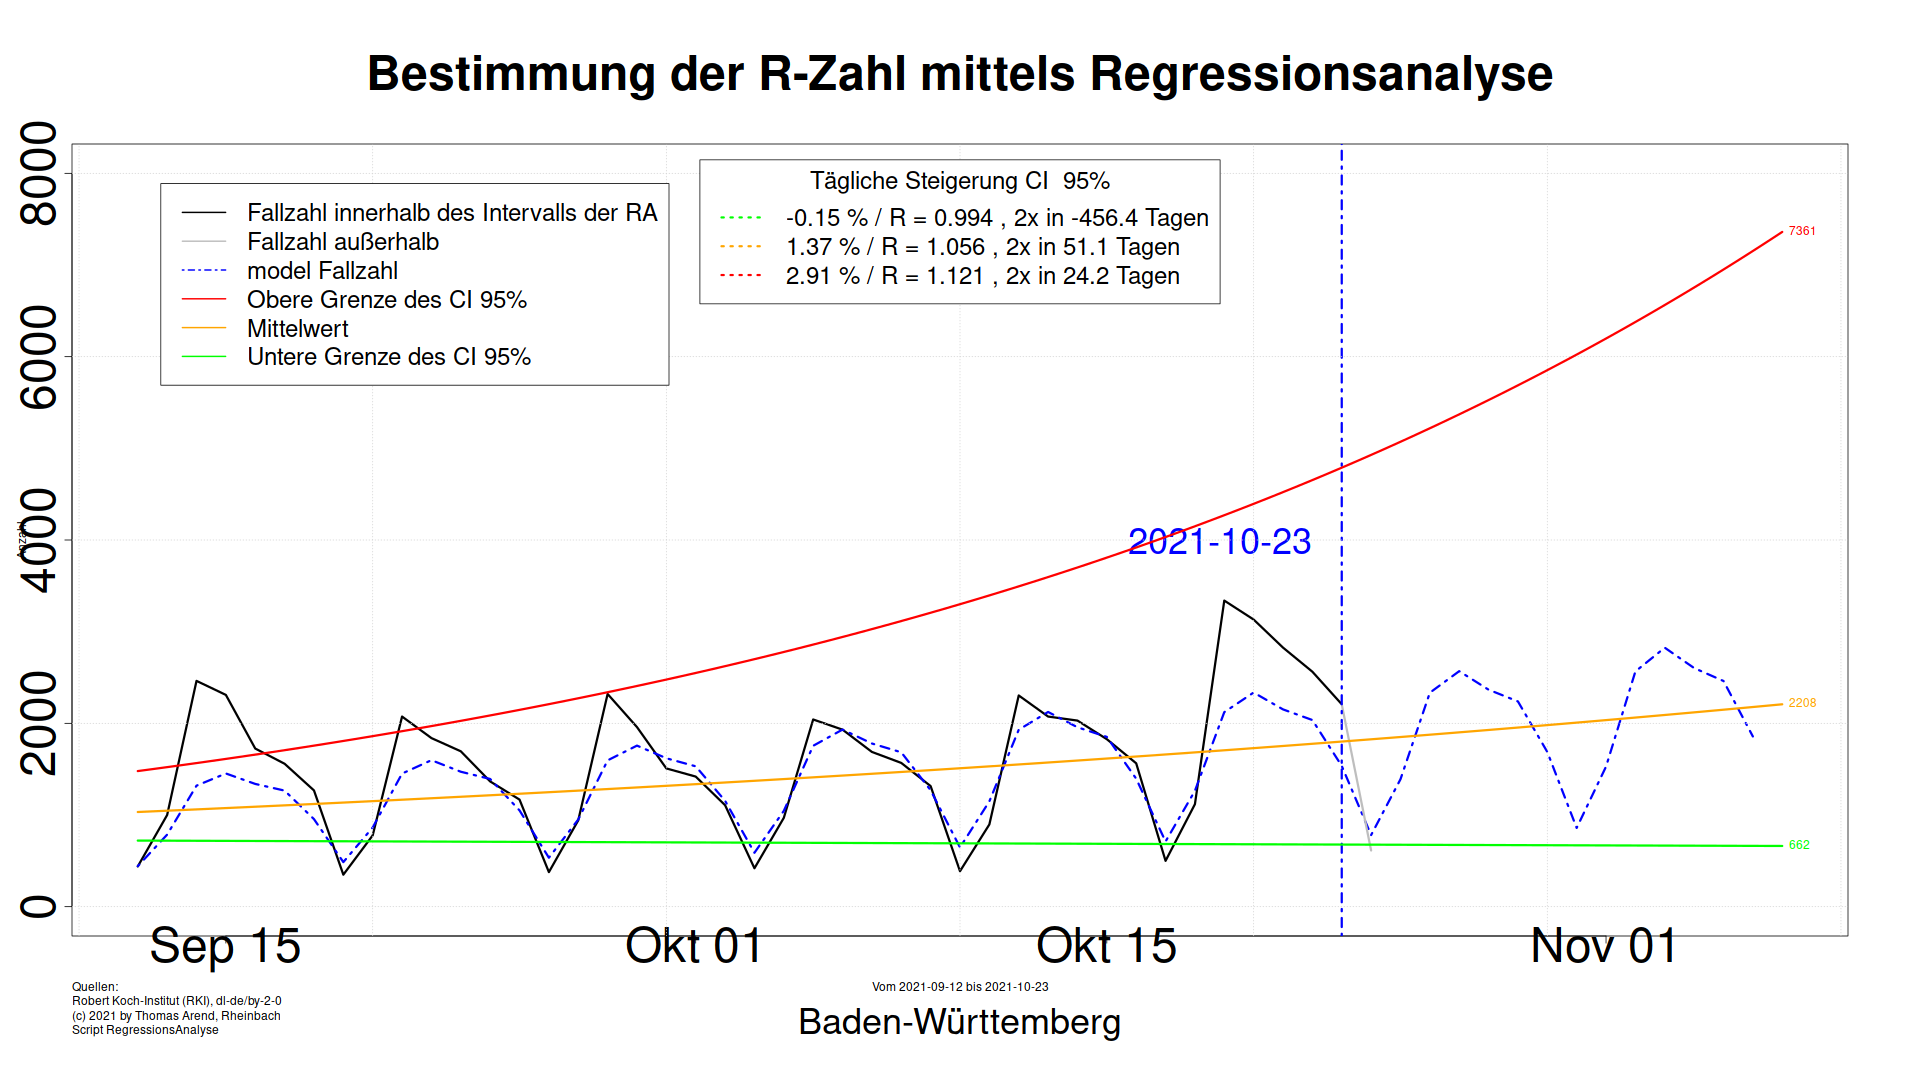 Bestimmung der R-Zahl mittels Regressionsanalyse
8000
6000
4000
2000
0
Anzahl
Fallzahl innerhalb des Intervalls der RA
Fallzahl außerhalb
model Fallzahl
Obere Grenze des CI 95%
Mittelwert
Untere Grenze des CI 95%
Tägliche Steigerung CI  95%
-0.15 % / R = 0.994 , 2x in -456.4 Tagen
1.37 % / R = 1.056 , 2x in 51.1 Tagen
2.91 % / R = 1.121 , 2x in 24.2 Tagen
7361
2021-10-23
2208
662
Sep 15
Okt 01
Okt 15
Nov 01
Quellen:
Robert Koch-Institut (RKI), dl-de/by-2-0
(c) 2021 by Thomas Arend, Rheinbach
Script RegressionsAnalyse
Vom 2021-09-12 bis 2021-10-23
Baden-Württemberg